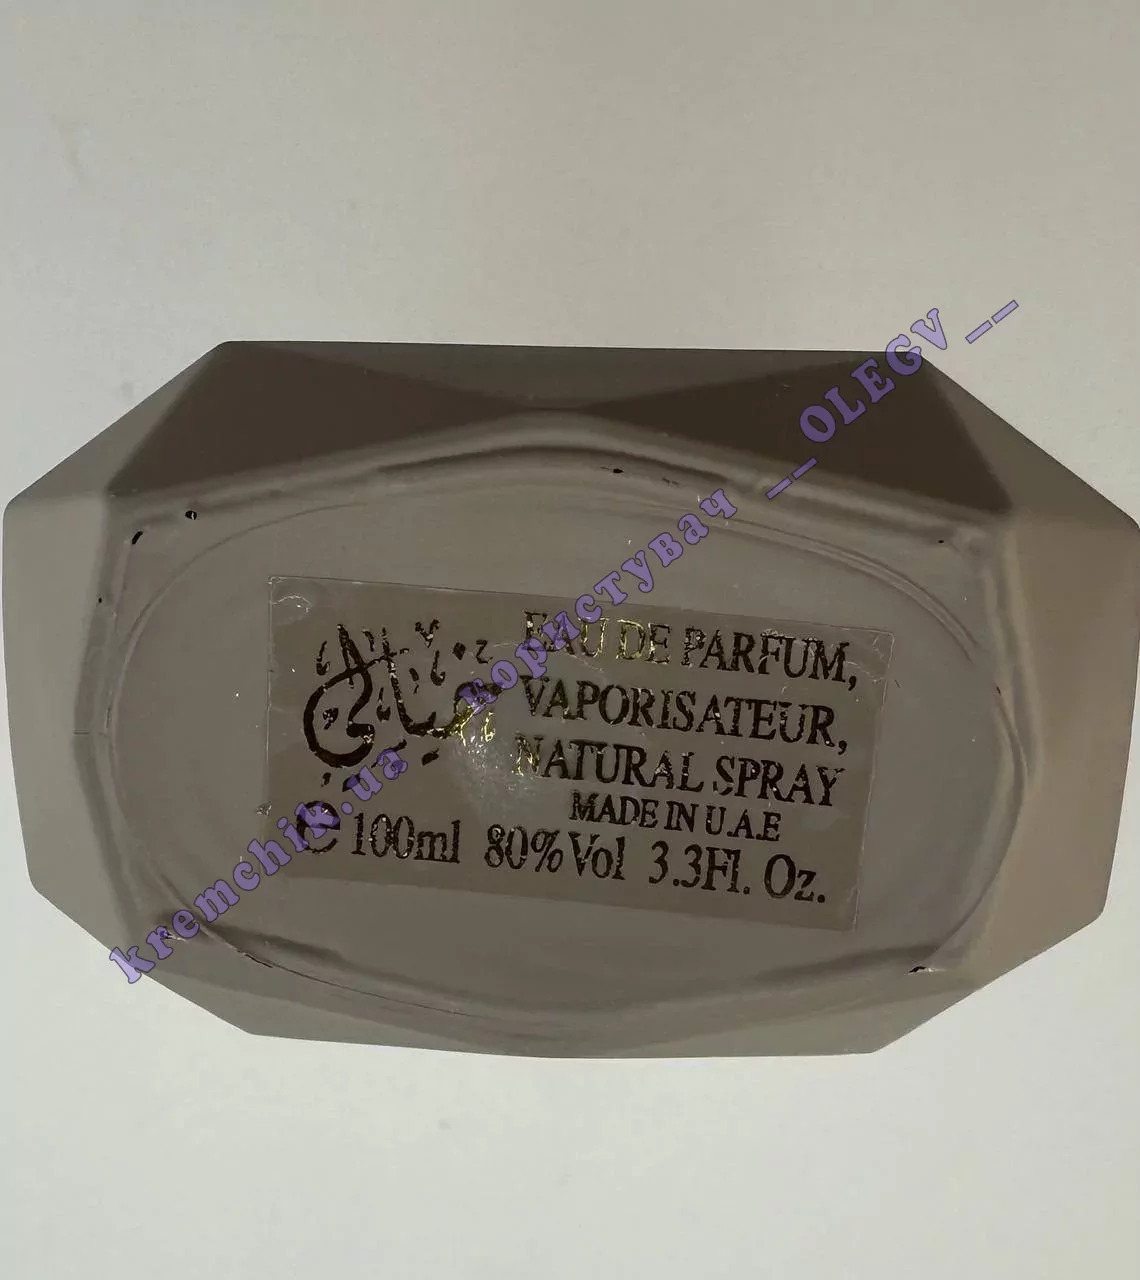 EAU DE PARFUM,
VAPORISATEUR,
NATURAL SPRAY
MADE IN U.A.E
e 100ml 80% Vol 3.3Fl. Oz.
kremchik.ua користувач __OLEGV__